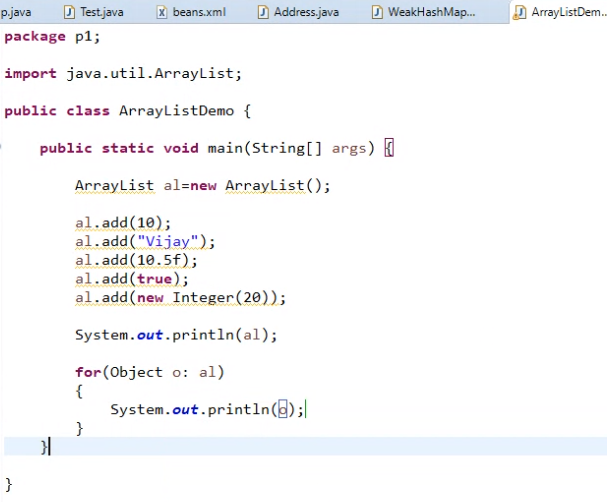 p.java Test.java beans.xml Address.java WeakHashMap... ArrayListDem...
package p1;
import java.util.ArrayList;
public class ArrayListDemo {
public static void main(String[] args) {
ArrayList al=new ArrayList();
al.add(10);
al.add("Vijay");
al.add(10.5f);
al.add(true);
al.add(new Integer(20));
System.out.println(al);
for(Object o: al)
{
System.out.println(o);
}
}
}